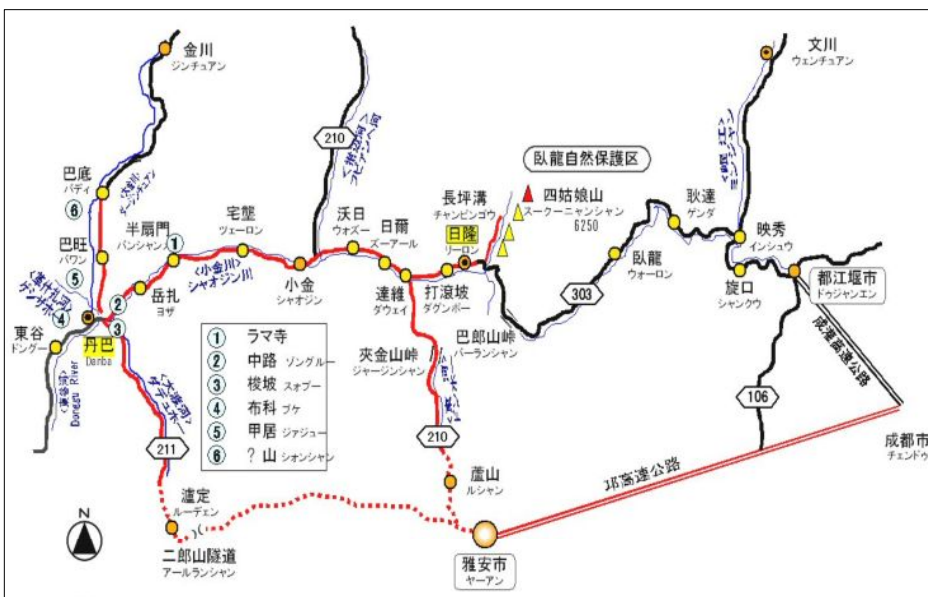 金川
ジンチュアン
文川
ウェンチュアン
210
臥龍自然保護区
巴底
バディ
⑥
長坪溝
チャンピンゴウ
四姑娘山
スークーニャンシャン
6250
耿達
ゲンダ
半扇門
バンシャンメン
①
宅壟
ツェーロン
沃日
ウォズー
日爾
ズーアール
日隆
リーロン
映秀
インシュウ
巴旺
バワン
⑤
<小金川>
シャオジン川
臥龍
ウォーロン
岳扎
ヨザ
小金
シャオジン
達維
ダウェイ
打滾坡
ダグンポー
303
旋口
シャンクウ
都江堰市
ドゥジャンエン
②
④
③
東谷
ドングー
丹巴
Danba
Donggu River
夾金山峠
ジャージンシャン
巴郎山峠
バーランシャン
成灌高速公路
① ラマ寺
② 中路 ゾングルー
③ 梭坡 スォブー
④ 布科 ブケ
⑤ 甲居 ジァジュー
⑥ ?山 シオンシャン
106
211
210
成都市
チェンドゥ
邛高速公路
蘆山
ルシャン
瀘定
ルーデェン
N
二郎山隧道
アールランシャン
雅安市
ヤーアン